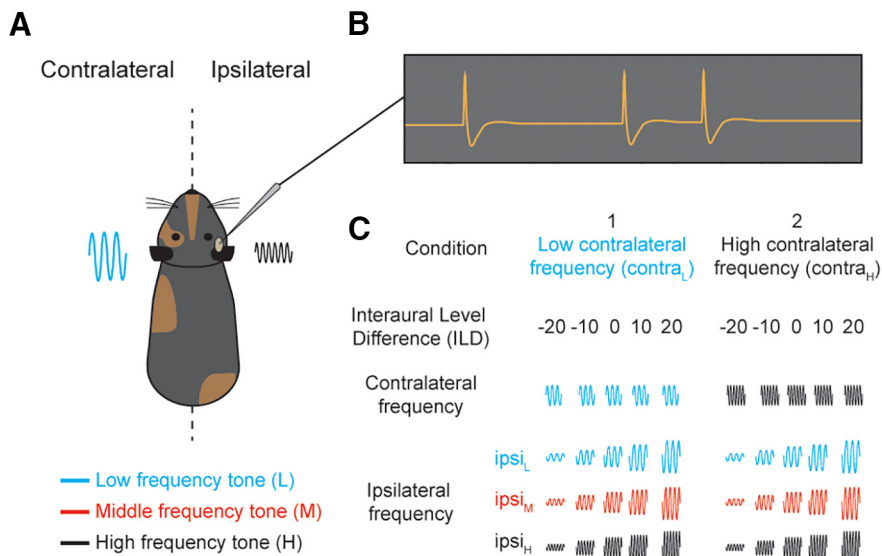 A
Contralateral Ipsilateral
Low frequency tone (L)
Middle frequency tone (M)
High frequency tone (H)
B
C
1 2
Condition
Low contralateral
frequency (contraL)
High contralateral
frequency (contraH)
Interaural Level
Difference (ILD)
-20 -10 0 10 20 -20 -10 0 10 20
Contralateral
frequency
Ipsilateral
frequency
ipsiL
ipsiM
ipsiH